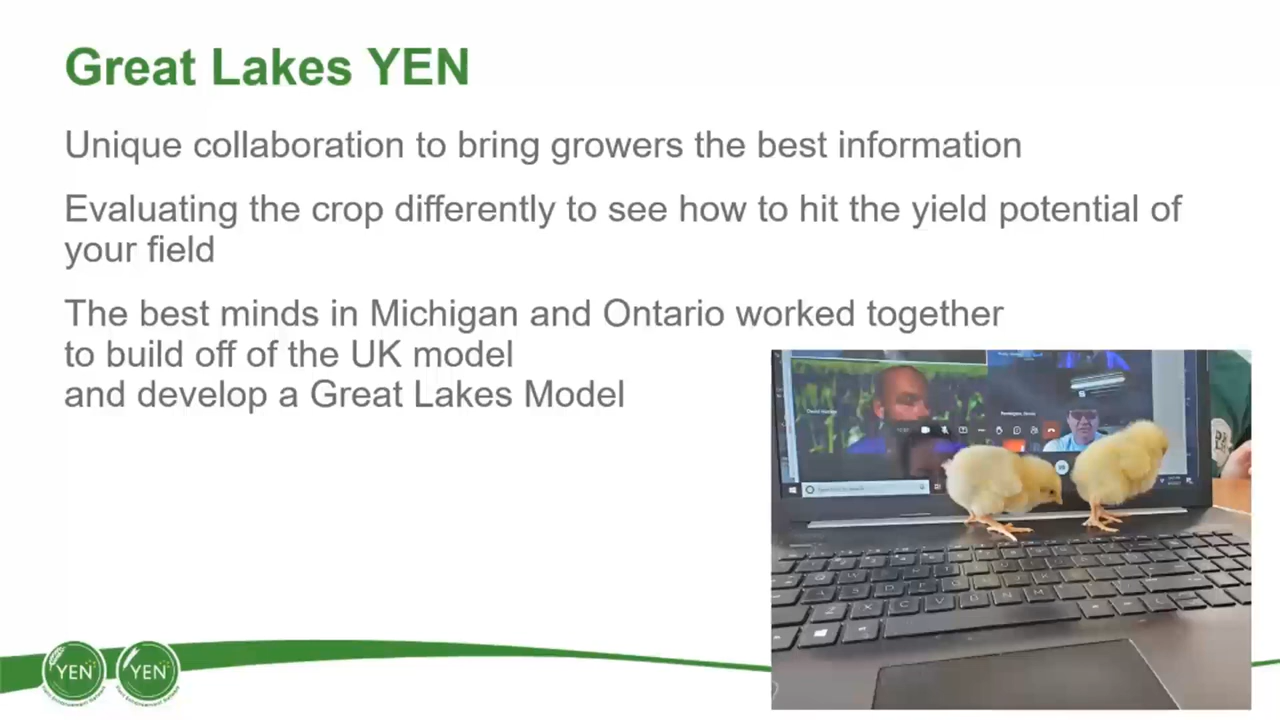 Great Lakes YEN
Unique collaboration to bring growers the best information
Evaluating the crop differently to see how to hit the yield potential of
your field
The best minds in Michigan and Ontario worked together
to build off of the UK model
and develop a Great Lakes Model
YEN
YEN